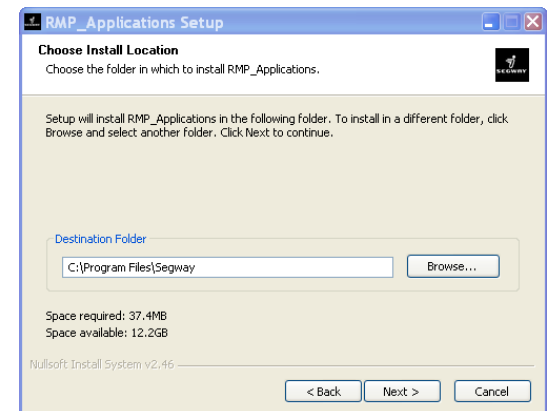 RMP_Applications Setup
Choose Install Location
Choose the folder in which to install RMP_Applications.
SEGWAY
Setup will install RMP_Applications in the following folder. To install in a different folder, click
Browse and select another folder. Click Next to continue.
Destination Folder
C:\Program Files\Segway
Browse...
Space required: 37.4MB
Space available: 12.2GB
Nullsoft Install System v2.46
< Back
Next >
Cancel